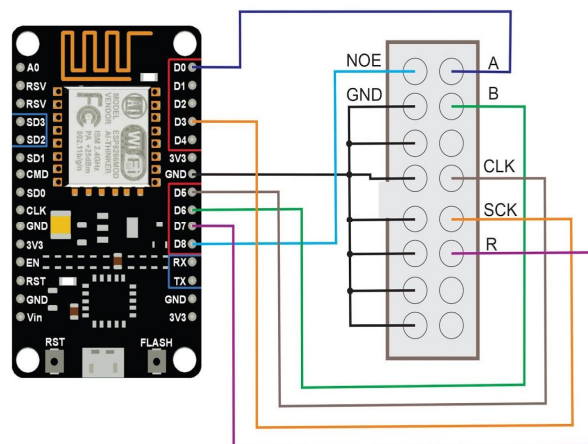 A0
RSV
RSV
SD3
SD2
SD1
CMD
SD0
CLK
GND
3V3
EN
RST
GND
Vin
MODEL
VENDOR
ESP8266MOD
AI-THINKER
ISM 2.4GHz
PA +25dBm
802.11b/g/n
FC
WiFi
D0
D1
D2
D3
D4
3V3
GND
D5
D6
D7
D8
RX
TX
GND
3V3
RST
FLASH
NOE
A
GND
B
CLK
SCK
R